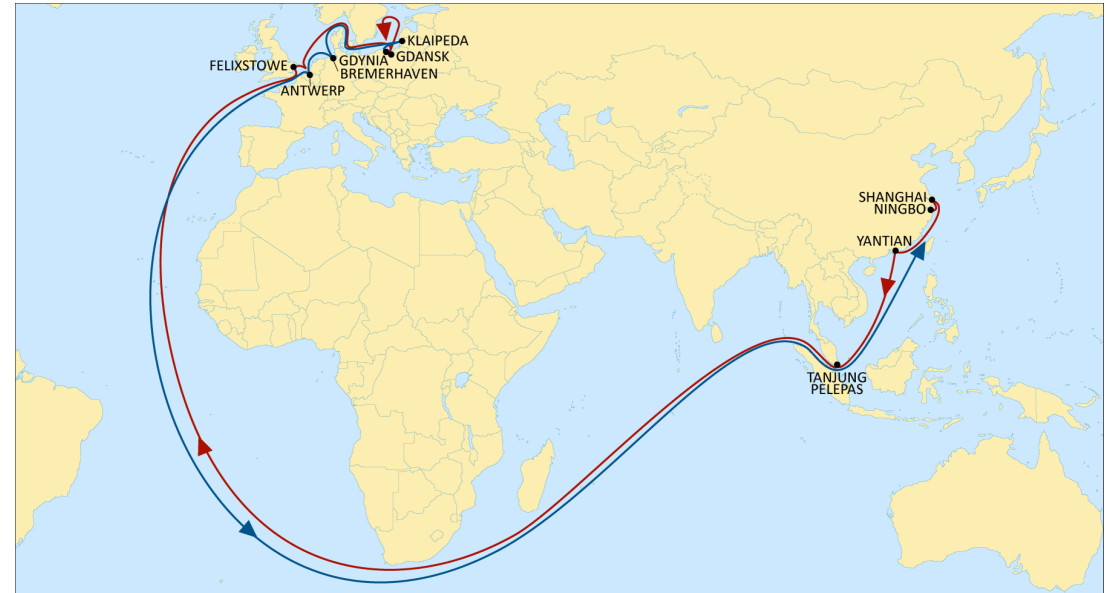 KLAIPEDA
GDYNIA
GDANSK
FELIXSTOWE
BREMERHAVEN
ANTWERP
SHANGHAI
NINGBO
YANTIAN
TANJUNG
PELEPAS